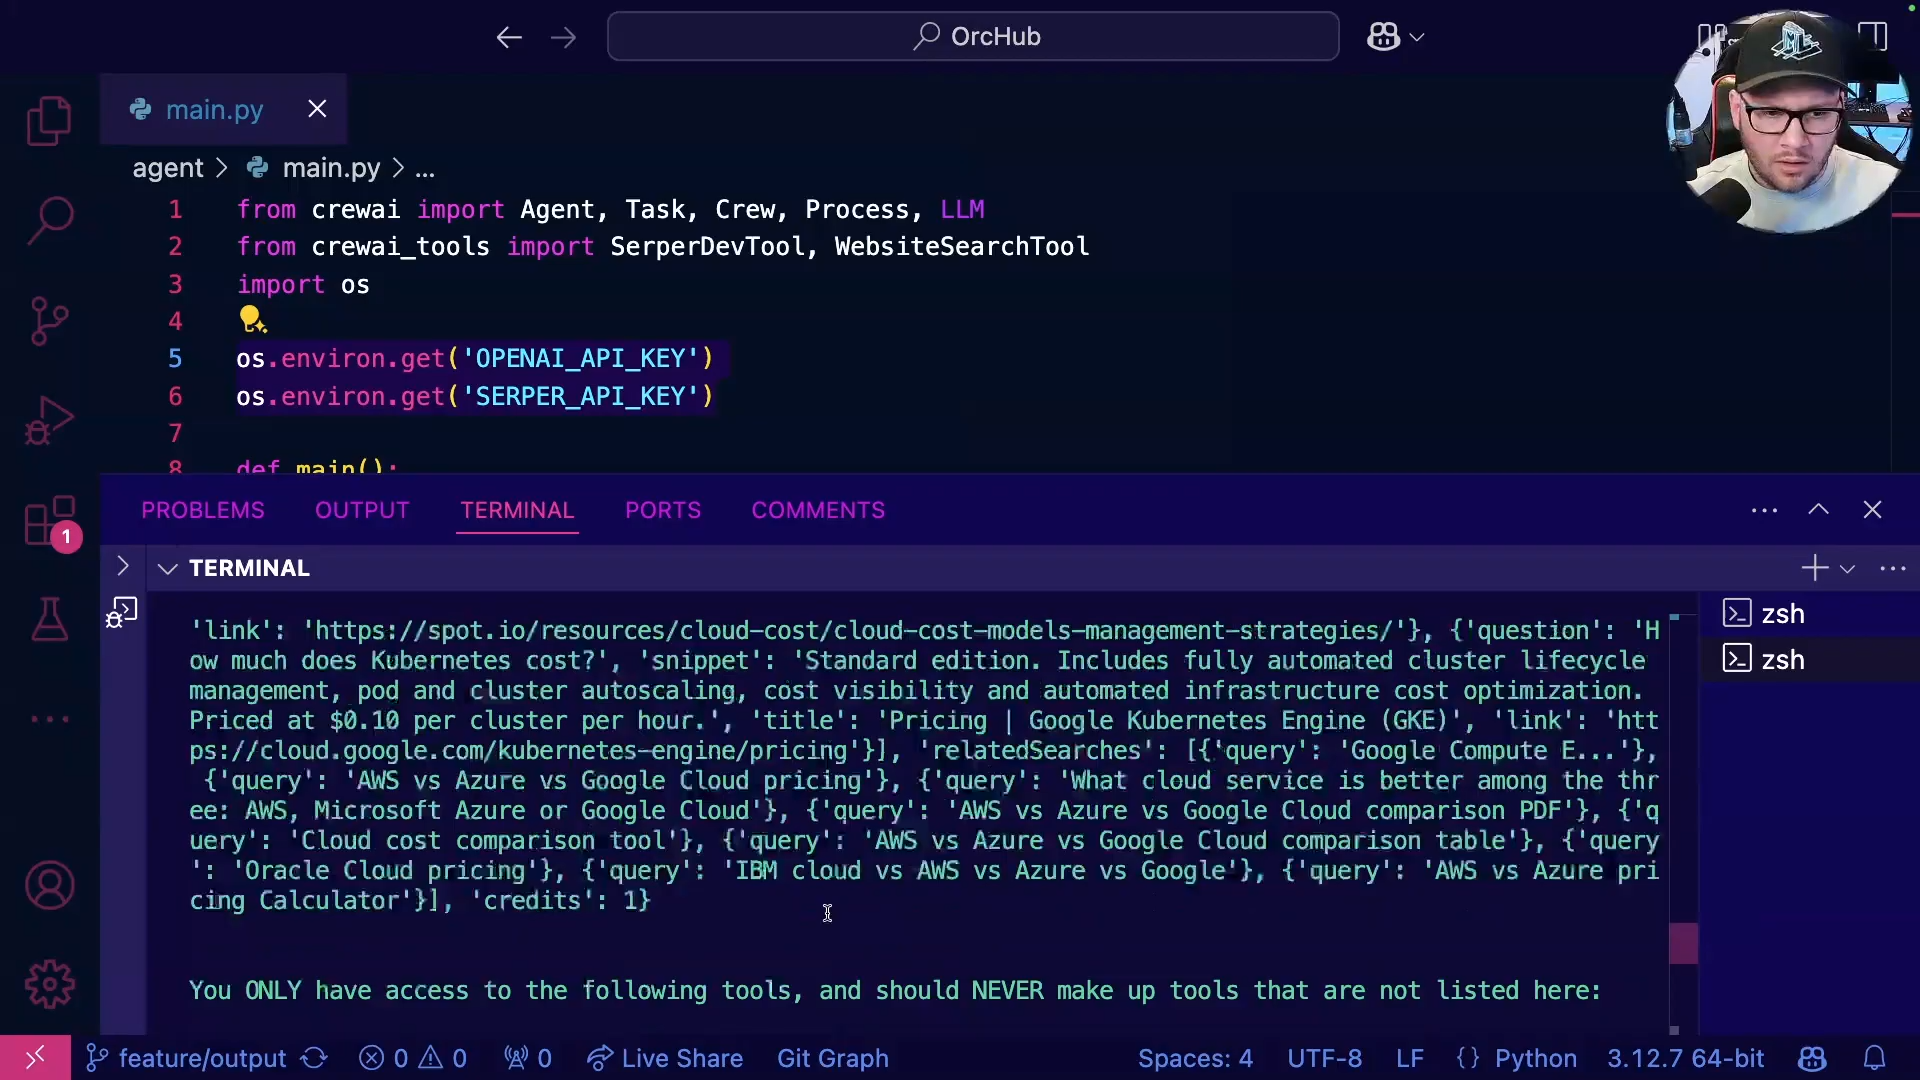 OrcHub
main.py
agent > main.py > ...
1 from crewai import Agent, Task, Crew, Process, LLM
2 from crewai_tools import SerperDevTool, WebsiteSearchTool
3 import os
4
5 os.environ.get('OPENAI_API_KEY')
6 os.environ.get('SERPER_API_KEY')
7
8 def main():
PROBLEMS OUTPUT TERMINAL PORTS COMMENTS
1
TERMINAL
'link': 'https://spot.io/resources/cloud-cost/cloud-cost-models-management-strategies/'}, {'question': 'H
ow much does Kubernetes cost?', 'snippet': 'Standard edition. Includes fully automated cluster lifecycle
management, pod and cluster autoscaling, cost visibility and automated infrastructure cost optimization.
Priced at $0.10 per cluster per hour.', 'title': 'Pricing | Google Kubernetes Engine (GKE)', 'link': 'htt
ps://cloud.google.com/kubernetes-engine/pricing'}], 'relatedSearches': [{'query': 'Google Compute E...'},
{'query': 'AWS vs Azure vs Google Cloud pricing'}, {'query': 'What cloud service is better among the thr
ee: AWS, Microsoft Azure or Google Cloud'}, {'query': 'AWS vs Azure vs Google Cloud comparison PDF'}, {'q
uery': 'Cloud cost comparison tool'}, {'query': 'AWS vs Azure vs Google Cloud comparison table'}, {'query
': 'Oracle Cloud pricing'}, {'query': 'IBM cloud vs AWS vs Azure vs Google'}, {'query': 'AWS vs Azure pri
cing Calculator'}], 'credits': 1}
You ONLY have access to the following tools, and should NEVER make up tools that are not listed here:
zsh
zsh
feature/output 0 0 0 Live Share Git Graph Spaces: 4 UTF-8 LF {} Python 3.12.7 64-bit